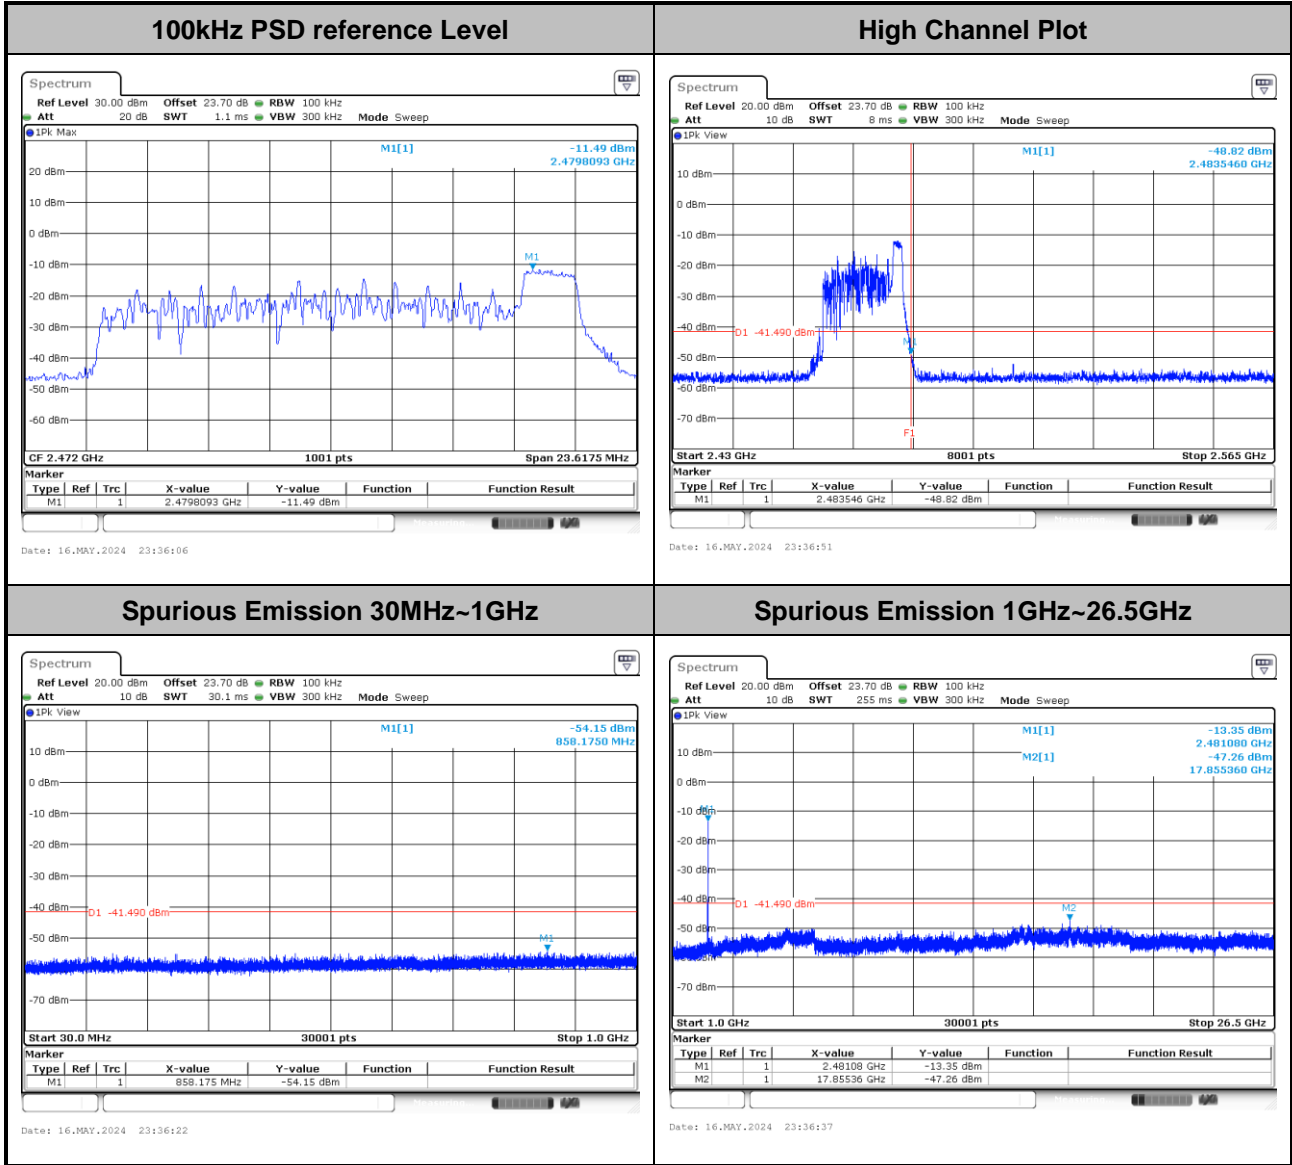 100kHz PSD reference Level
High Channel Plot
Spectrum
Ref Level 30.00 dBm Offset 23.70 dB RBW 100 kHz
Att 20 dB SWT 1.1 ms VBW 300 kHz Mode Sweep
1Pk Max
M1[1] -11.49 dBm
2.4798093 GHz
20 dBm
10 dBm
0 dBm
M1
-10 dBm
-20 dBm
-30 dBm
-40 dBm
-50 dBm
-60 dBm
CF 2.472 GHz 1001 pts Span 23.6175 MHz
Marker
Type Ref Trc X-value Y-value Function Function Result
M1 1 2.4798093 GHz -11.49 dBm
Date: 16.MAY.2024 23:36:06
Spectrum
Ref Level 20.00 dBm Offset 23.70 dB RBW 100 kHz
Att 10 dB SWT 8 ms VBW 300 kHz Mode Sweep
1Pk View
M1[1] -48.82 dBm
2.4835460 GHz
10 dBm
0 dBm
-10 dBm
-20 dBm
-30 dBm
-40 dBm
D1 -41.490 dBm
M1
-50 dBm
-60 dBm
-70 dBm
F1
Start 2.43 GHz 8001 pts Stop 2.565 GHz
Marker
Type Ref Trc X-value Y-value Function Function Result
M1 1 2.483546 GHz -48.82 dBm
Date: 16.MAY.2024 23:36:51
Spurious Emission 30MHz~1GHz
Spurious Emission 1GHz~26.5GHz
Spectrum
Ref Level 20.00 dBm Offset 23.70 dB RBW 100 kHz
Att 10 dB SWT 30.1 ms VBW 300 kHz Mode Sweep
1Pk View
M1[1] -54.15 dBm
858.1750 MHz
10 dBm
0 dBm
-10 dBm
-20 dBm
-30 dBm
-40 dBm
D1 -41.490 dBm
-50 dBm
M1
-70 dBm
Start 30.0 MHz 30001 pts Stop 1.0 GHz
Marker
Type Ref Trc X-value Y-value Function Function Result
M1 1 858.175 MHz -54.15 dBm
Date: 16.MAY.2024 23:36:22
Spectrum
Ref Level 20.00 dBm Offset 23.70 dB RBW 100 kHz
Att 10 dB SWT 255 ms VBW 300 kHz Mode Sweep
1Pk View
M1[1] -13.35 dBm
2.481080 GHz
M2[1] -47.26 dBm
17.855360 GHz
10 dBm
0 dBm
-10 dBm
M1
-20 dBm
-30 dBm
-40 dBm
D1 -41.490 dBm
M2
-50 dBm
-70 dBm
Start 1.0 GHz 30001 pts Stop 26.5 GHz
Marker
Type Ref Trc X-value Y-value Function Function Result
M1 1 2.48108 GHz -13.35 dBm
M2 1 17.85536 GHz -47.26 dBm
Date: 16.MAY.2024 23:36:37